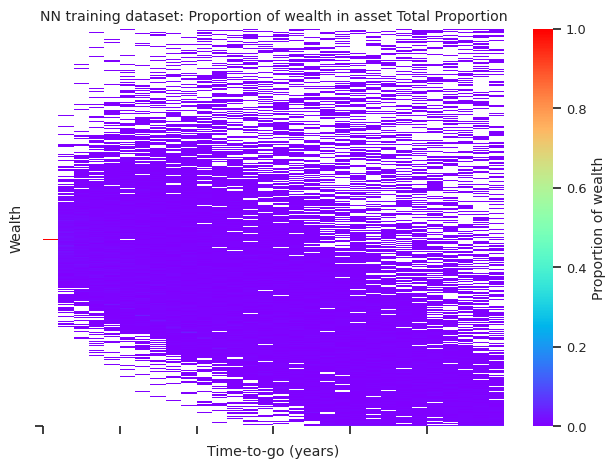 NN training dataset: Proportion of wealth in asset Total Proportion
Wealth
Time-to-go (years)
1.0
0.8
0.6
0.4
0.2
0.0
Proportion of wealth